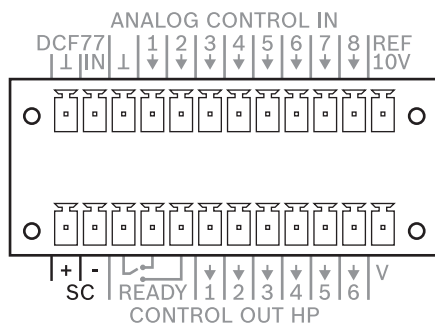 ANALOG CONTROL IN
DCF77 1 2 3 4 5 6 7 8 REF
⊥ IN ⊥ 10V
+ - V
SC READY 1 2 3 4 5 6
CONTROL OUT HP